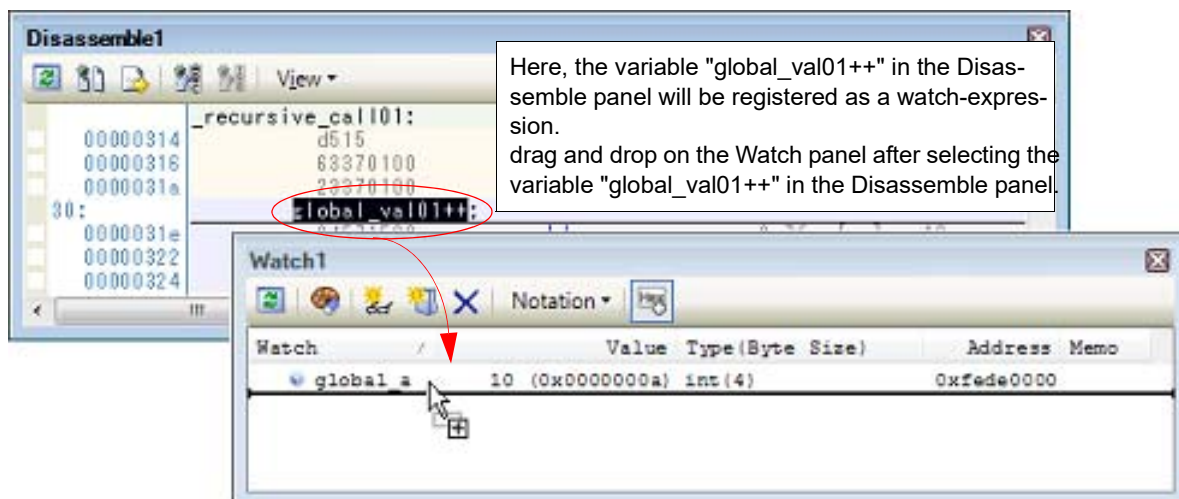 Disassemble1
View
Here, the variable "global_val01++" in the Disas-
semble panel will be registered as a watch-expres-
sion.
drag and drop on the Watch panel after selecting the
variable "global_val01++" in the Disassemble panel.
_recursive_call01:
00000314 d515
00000316 63370100
0000031a 23370100
30: global_val01++;
0000031e
00000322
00000324
Watch1
Notation Hex
Watch Value Type(Byte Size) Address Memo
global_a 10 (0x0000000a) int(4) 0xfede0000